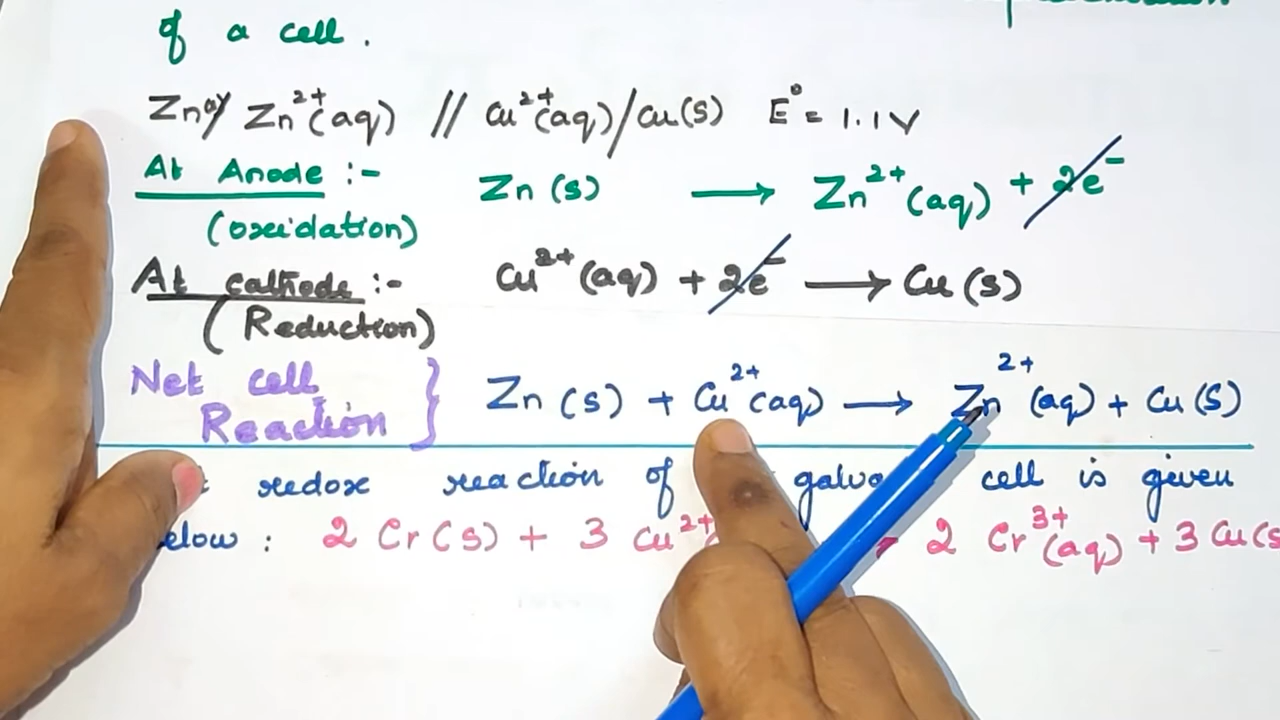 of a cell.
Zn(s)/ Zn²⁺(aq) // Cu²⁺(aq)/Cu(s) E° = 1.1V
At Anode :- Zn (s) ⟶ Zn²⁺(aq) + 2e⁻
(oxidation)
At cathode :- Cu²⁺(aq) + 2e⁻ ⟶ Cu (s)
(Reduction)
Net cell Reaction } Zn (s) + Cu²⁺(aq) ⟶ Zn²⁺(aq) + Cu(s)
redox reaction of cell is given
: 2 Cr(s) + 3 Cu²⁺ 2 Cr³⁺(aq) + 3 Cu(s